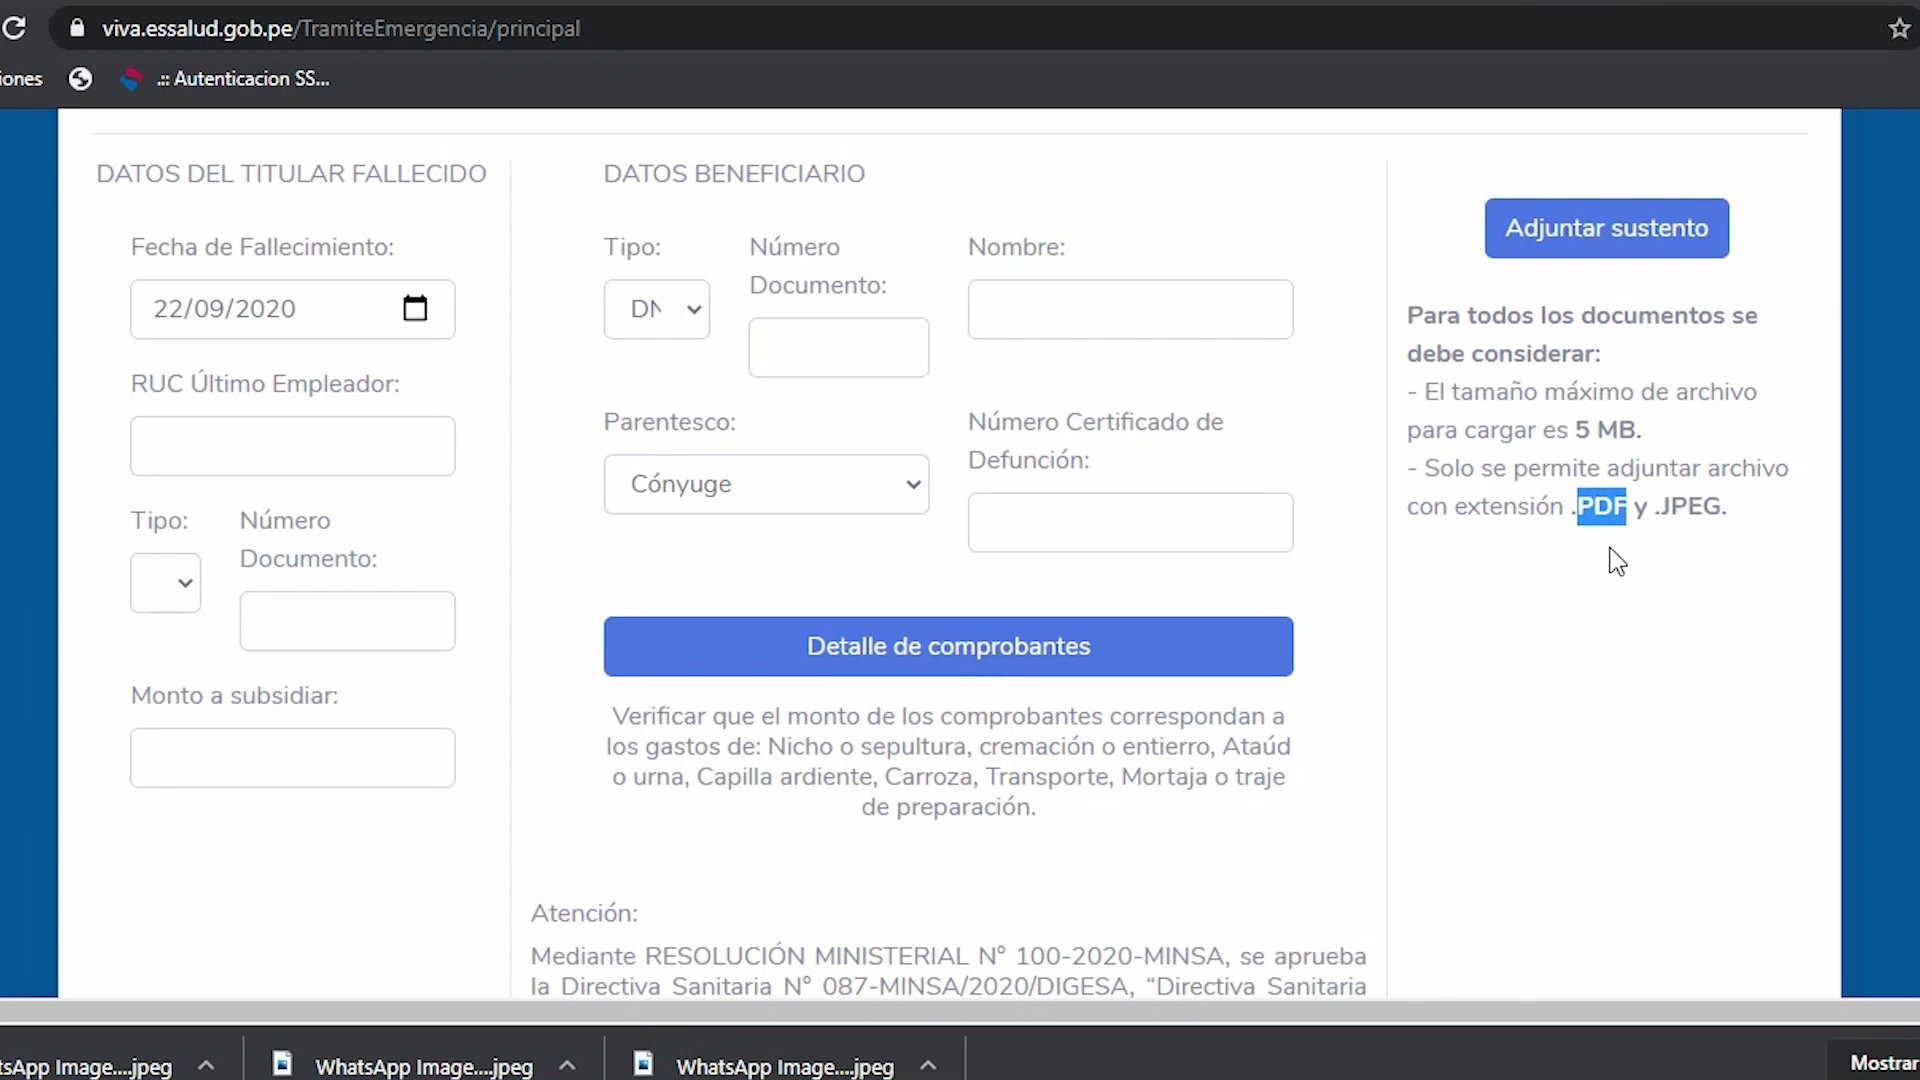 viva.essalud.gob.pe/TramiteEmergencia/principal
iones
.:: Autenticacion SS...
DATOS DEL TITULAR FALLECIDO
Fecha de Fallecimiento:
22/09/2020
RUC Último Empleador:
Tipo:
Número
Documento:
Monto a subsidiar:
DATOS BENEFICIARIO
Tipo:
Número
Documento:
Nombre:
DN
Parentesco:
Número Certificado de
Defunción:
Cónyuge
Detalle de comprobantes
Verificar que el monto de los comprobantes correspondan a
los gastos de: Nicho o sepultura, cremación o entierro, Ataúd
o urna, Capilla ardiente, Carroza, Transporte, Mortaja o traje
de preparación.
Atención:
Mediante RESOLUCIÓN MINISTERIAL N° 100-2020-MINSA, se aprueba
la Directiva Sanitaria N° 087-MINSA/2020/DIGESA, “Directiva Sanitaria
Adjuntar sustento
Para todos los documentos se
debe considerar:
- El tamaño máximo de archivo
para cargar es 5 MB.
- Solo se permite adjuntar archivo
con extensión .PDF y .JPEG.
tsApp Image....jpeg
WhatsApp Image....jpeg
WhatsApp Image....jpeg
Mostrar